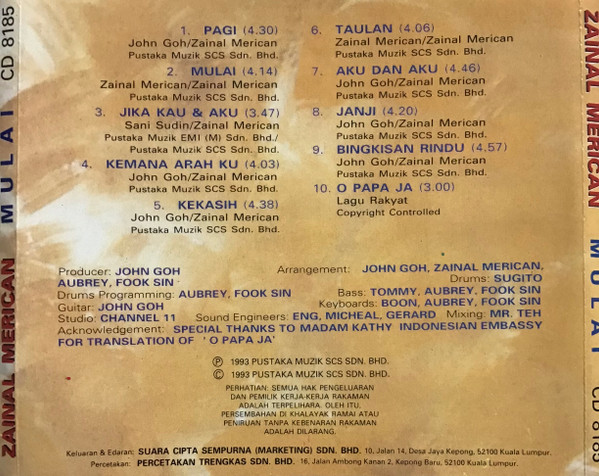 ZAINAL MERICAN MULAI CD 8185
1. PAGI (4.30)
John Goh/Zainal Merican
Pustaka Muzik SCS Sdn. Bhd.
2. MULAI (4.14)
Zainal Merican/Zainal Merican
Pustaka Muzik SCS Sdn. Bhd.
3. JIKA KAU & AKU (3.47)
Sani Sudin/Zainal Merican
Pustaka Muzik EMI (M) Sdn. Bhd./
Pustaka Muzik SCS Sdn. Bhd.
4. KEMANA ARAH KU (4.03)
John Goh/Zainal Merican
Pustaka Muzik SCS Sdn. Bhd.
5. KEKASIH (4.38)
John Goh/Zainal Merican
Pustaka Muzik SCS Sdn. Bhd.
6. TAULAN (4.06)
Zainal Merican/Zainal Merican
Pustaka Muzik SCS Sdn. Bhd.
7. AKU DAN AKU (4.46)
John Goh/Zainal Merican
Pustaka Muzik SCS Sdn. Bhd.
8. JANJI (4.20)
John Goh/Zainal Merican
Pustaka Muzik SCS Sdn. Bhd.
9. BINGKISAN RINDU (4.57)
John Goh/Zainal Merican
Pustaka Muzik SCS Sdn. Bhd.
10. O PAPA JA (3.00)
Lagu Rakyat
Copyright Controlled
Producer: JOHN GOH Arrangement: JOHN GOH, ZAINAL MERICAN,
AUBREY, FOOK SIN Drums: SUGITO
Drums Programming: AUBREY, FOOK SIN Bass: TOMMY, AUBREY, FOOK SIN
Guitar: JOHN GOH Keyboards: BOON, AUBREY, FOOK SIN
Studio: CHANNEL 11 Sound Engineers: ENG, MICHEAL, GERARD Mixing: MR. TEH
Acknowledgement: SPECIAL THANKS TO MADAM KATHY INDONESIAN EMBASSY
FOR TRANSLATION OF 'O PAPA JA'
Ⓟ 1993 PUSTAKA MUZIK SCS SDN. BHD.
© 1993 PUSTAKA MUZIK SCS SDN. BHD.
PERHATIAN: SEMUA HAK PENGELUARAN
DAN PEMILIK KERJA-KERJA RAKAMAN
ADALAH TERPELIHARA. OLEH ITU,
PERSEMBAHAN DI KHALAYAK RAMAI ATAU
PENIRUAN TANPA KEBENARAN RAKAMAN
ADALAH DILARANG.
Keluaran & Edaran: SUARA CIPTA SEMPURNA (MARKETING) SDN. BHD. 10, Jalan 14, Desa Jaya Kepong, 52100 Kuala Lumpur.
Percetakan: PERCETAKAN TRENGKAS SDN. BHD. 16, Jalan Ambong Kanan 2, Kepong Baru, 52100 Kuala Lumpur.
ZAINAL MERICAN MULAI CD 8185